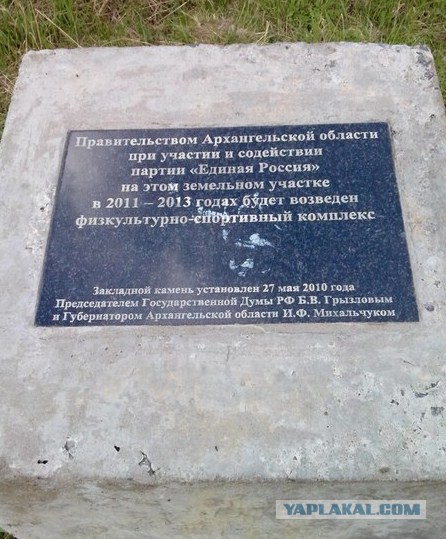 Правительством Архангельской области
при участии и содействии
партии «Единая Россия»
на этом земельном участке
в 2011 – 2013 годах будет возведен
физкультурно-спортивный комплекс
Закладной камень установлен 27 мая 2010 года
Председателем Государственной Думы РФ Б.В. Грызловым
и Губернатором Архангельской области И.Ф. Михальчуком
YAPLAKAL.COM